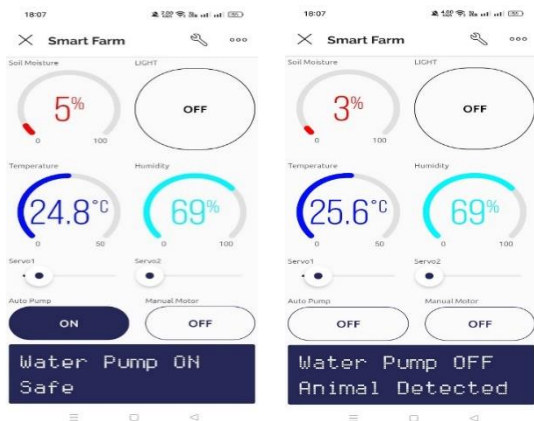 18:07
Smart Farm
Soil Moisture LIGHT
5% OFF
0 100
Temperature Humidity
24.8°C 69%
0 50 0 100
Servo1 Servo2
Auto Pump Manual Motor
ON OFF
Water Pump ON
Safe
18:07
Smart Farm
Soil Moisture LIGHT
3% OFF
0 100
Temperature Humidity
25.6°C 69%
0 50 0 100
Servo1 Servo2
Auto Pump Manual Motor
OFF OFF
Water Pump OFF
Animal Detected